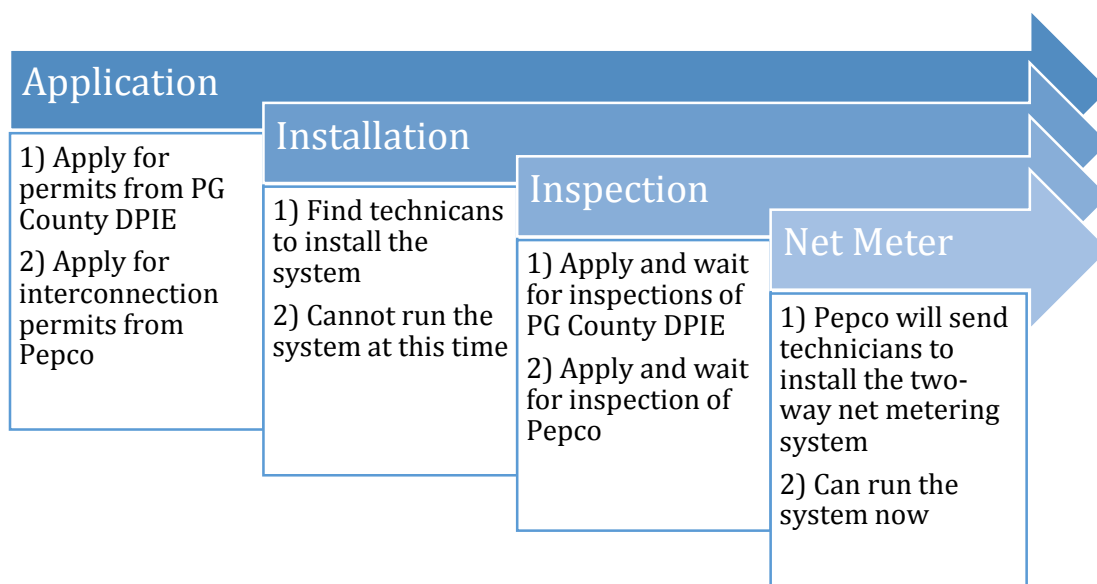 Application
1) Apply for
permits from PG
County DPIE
2) Apply for
interconnection
permits from
Pepco
Installation
1) Find technicans
to install the
system
2) Cannot run the
system at this time
Inspection
1) Apply and wait
for inspections of
PG County DPIE
2) Apply and wait
for inspection of
Pepco
Net Meter
1) Pepco will send
technicians to
install the two-
way net metering
system
2) Can run the
system now